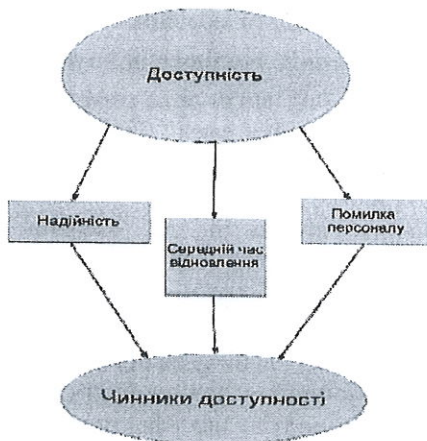 Доступність
Надійність
Середній час
відновлення
Помилка
персоналу
Чинники доступності